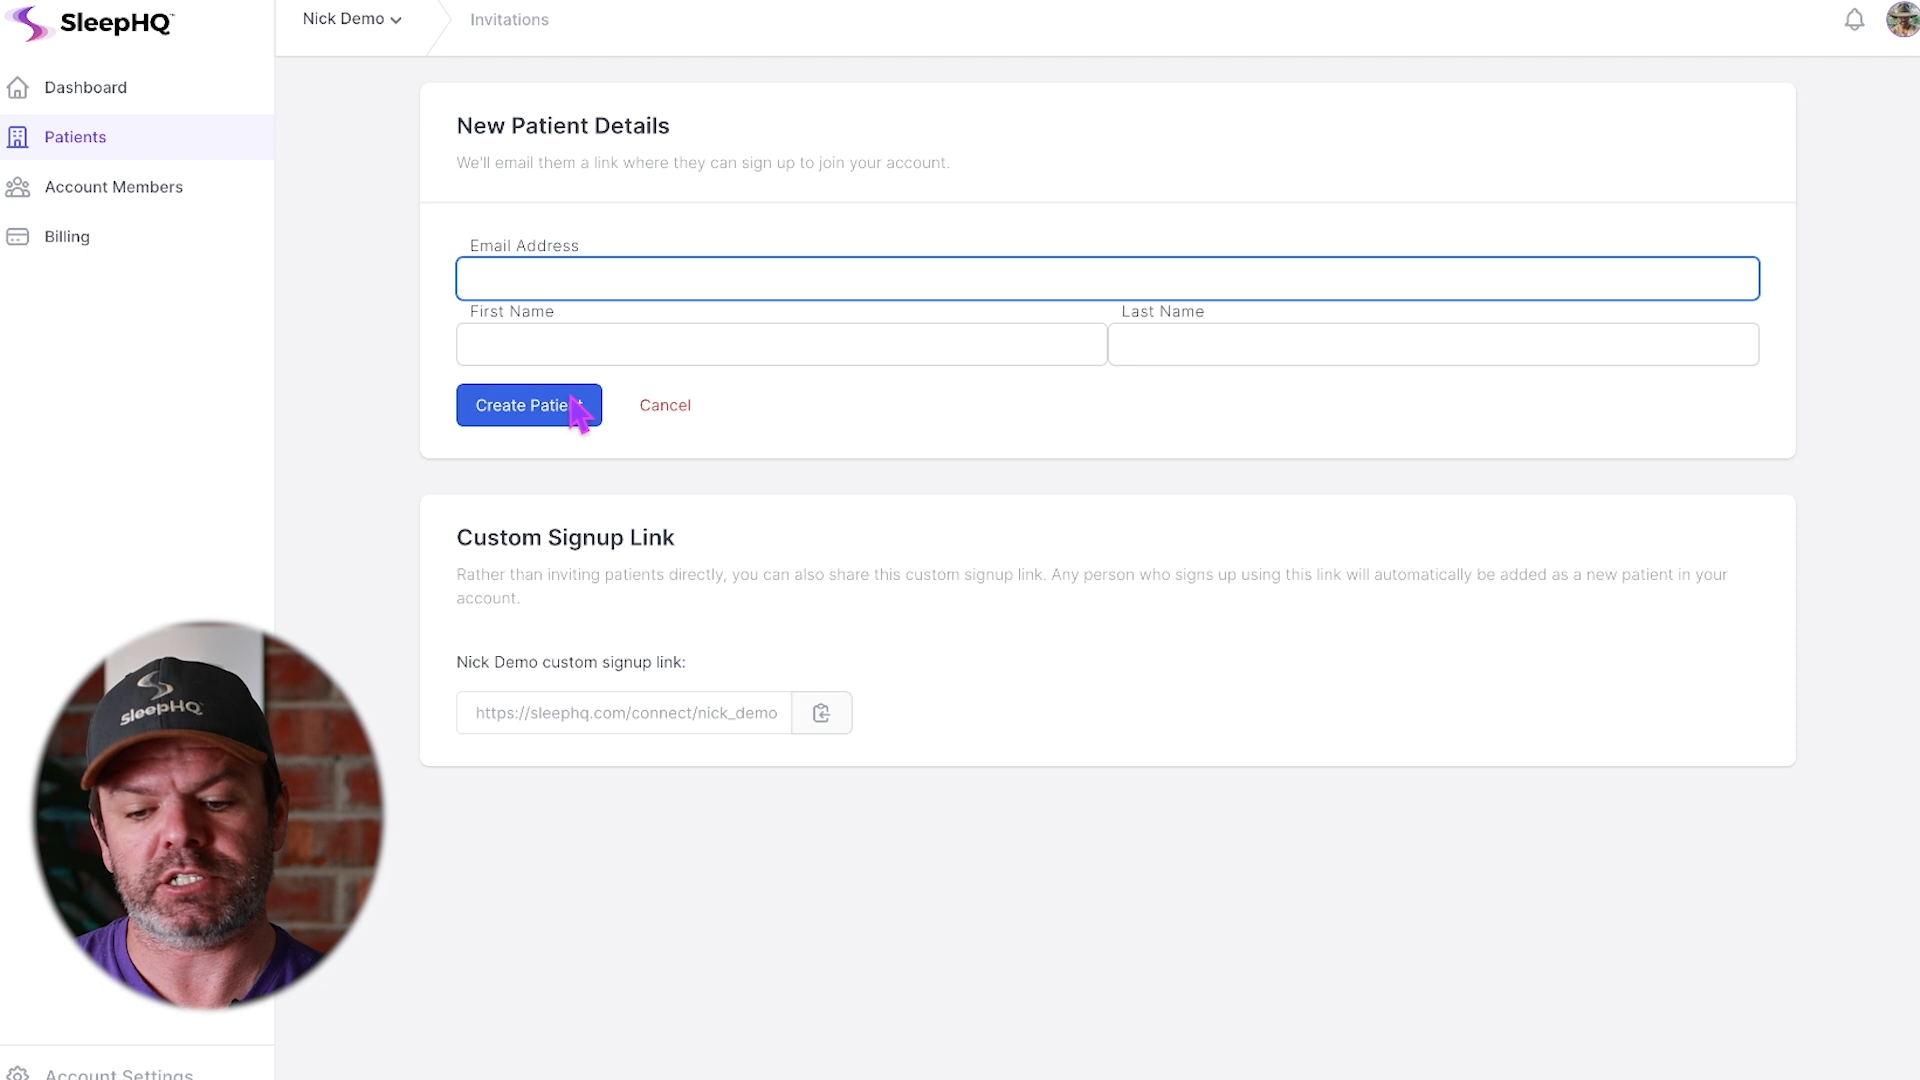 SleepHQ™
Nick Demo
Invitations
Dashboard
Patients
Account Members
Billing
New Patient Details
We'll email them a link where they can sign up to join your account.
Email Address
First Name
Last Name
Create Patient
Cancel
Custom Signup Link
Rather than inviting patients directly, you can also share this custom signup link. Any person who signs up using this link will automatically be added as a new patient in your
account.
Nick Demo custom signup link:
https://sleephq.com/connect/nick_demo
SleepHQ™
Account Settings